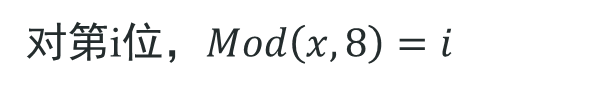 对第i位，Mod(x,8) = i